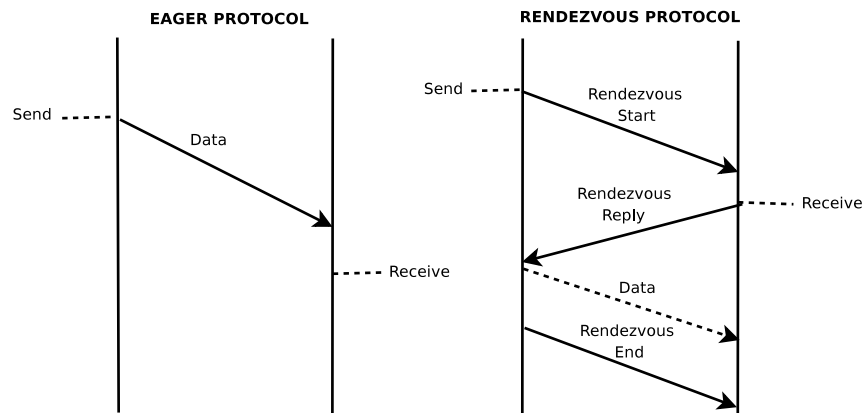 EAGER PROTOCOL
Send
Data
Receive
RENDEZVOUS PROTOCOL
Send
Rendezvous
Start
Receive
Rendezvous
Reply
Data
Rendezvous
End